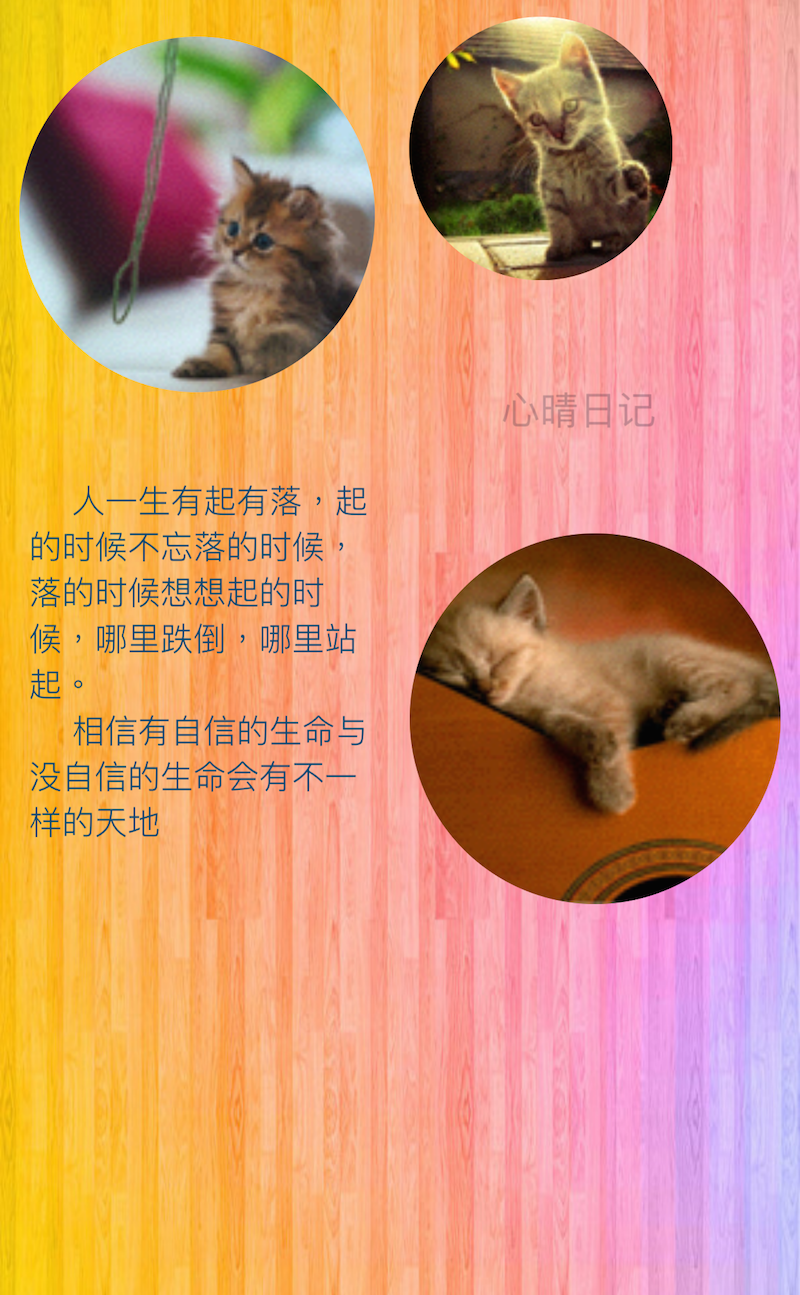 心晴日记
人一生有起有落，起
的时候不忘落的时候，
落的时候想想起的时
候，哪里跌倒，哪里站
起。
相信有自信的生命与
没自信的生命会有不一
样的天地